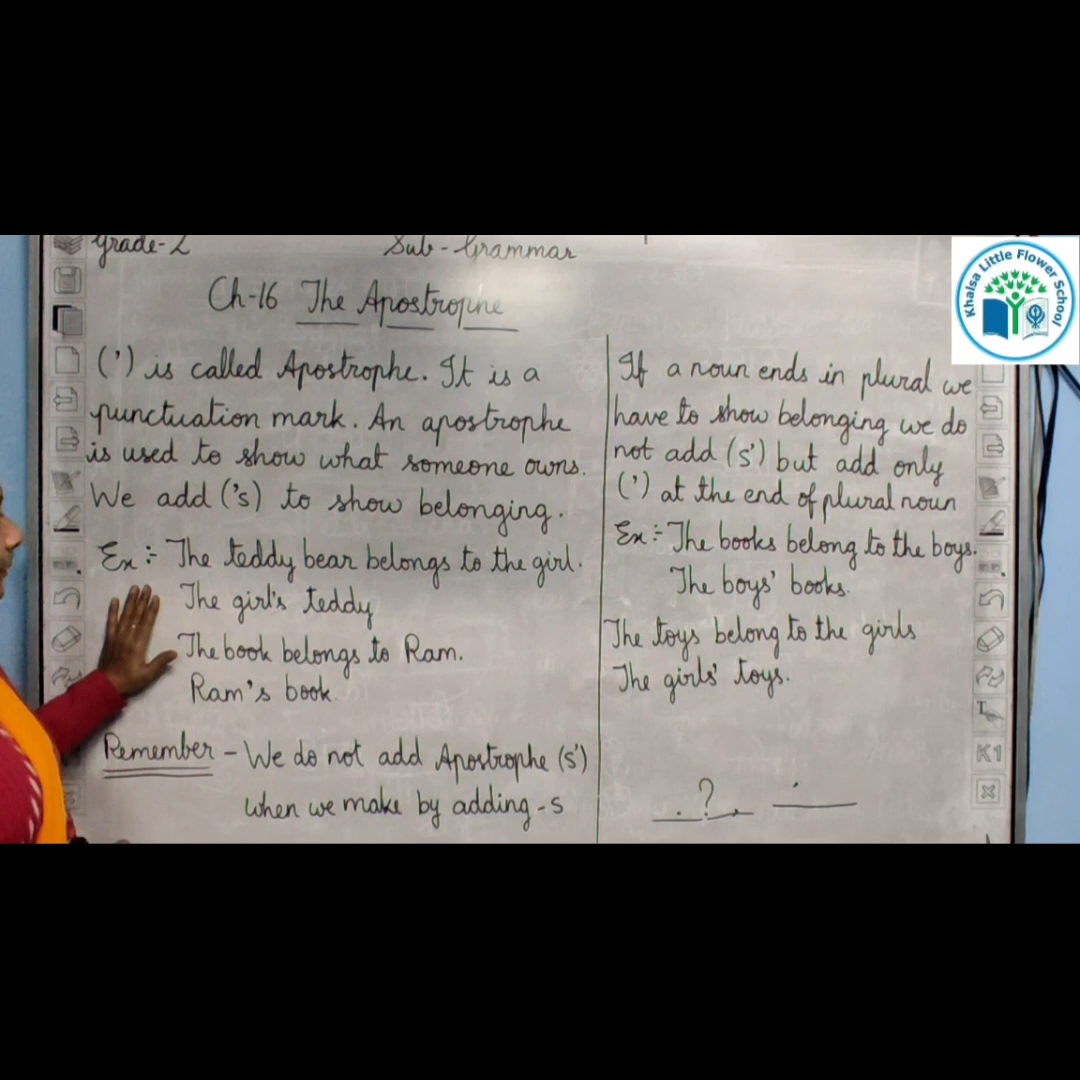 Grade-2
Sub-Grammar
Khalsa Little Flower School
Ch-16 The Apostrophe
(') is called Apostrophe. It is a
punctuation mark. An apostrophe
is used to show what someone owns.
We add ('s) to show belonging.
Ex:- The teddy bear belongs to the girl.
The girl's teddy
The book belongs to Ram.
Ram's book.
Remember - We do not add Apostrophe (s')
when we make by adding -s
If a noun ends in plural we
have to show belonging we do
not add (s') but add only
(') at the end of plural noun
Ex:- The books belong to the boys.
The boys' books.
The toys belong to the girls
The girls' toys.
. ? , '
T
K1